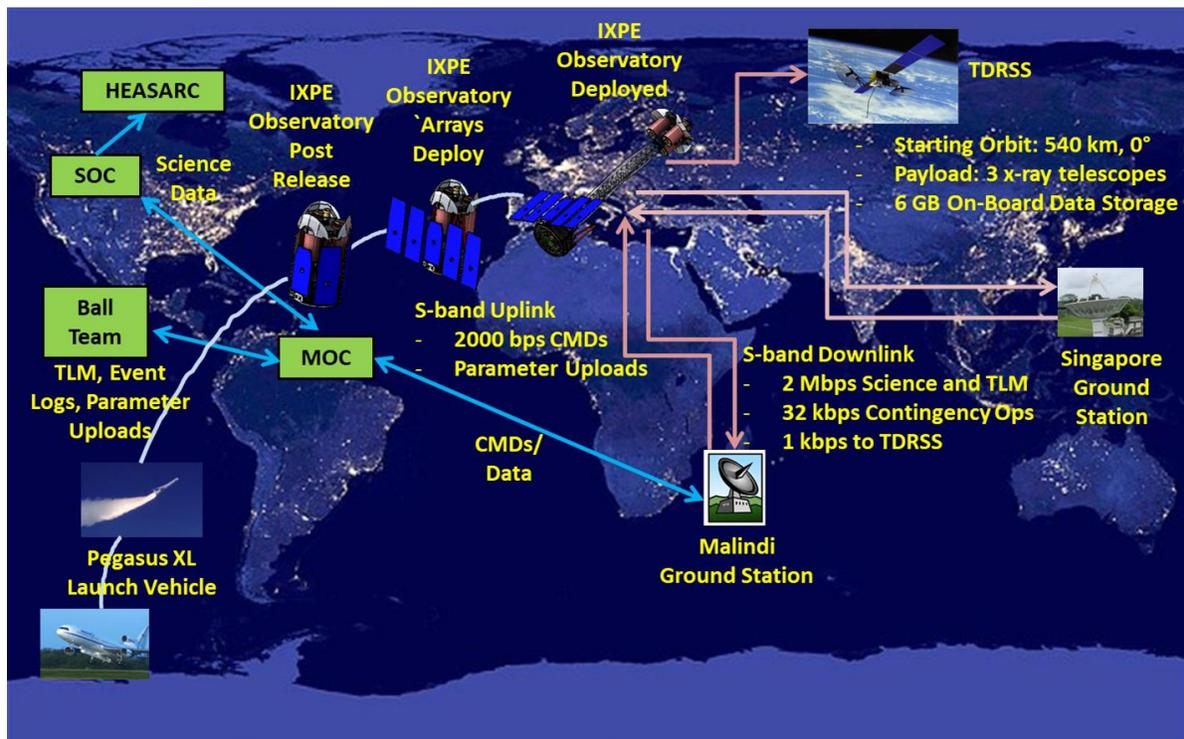 HEASARC
SOC
Science
Data
IXPE
Observatory
Post
Release
IXPE
Observatory
`Arrays
Deploy
IXPE
Observatory
Deployed
TDRSS
- Starting Orbit: 540 km, 0°
- Payload: 3 x-ray telescopes
- 6 GB On-Board Data Storage
Ball
Team
TLM, Event
Logs, Parameter
Uploads
MOC
S-band Uplink
- 2000 bps CMDs
- Parameter Uploads
CMDs/
Data
S-band Downlink
- 2 Mbps Science and TLM
- 32 kbps Contingency Ops
- 1 kbps to TDRSS
Singapore
Ground
Station
Malindi
Ground Station
Pegasus XL
Launch Vehicle